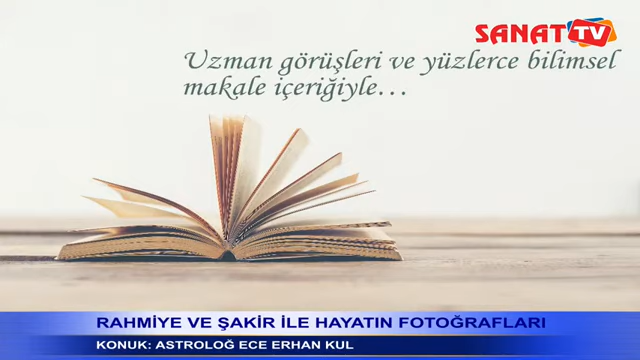 SANAT TV
Uzman görüşleri ve yüzlerce bilimsel
makale içeriğiyle...
RAHMİYE VE ŞAKİR İLE HAYATIN FOTOĞRAFLARI
KONUK: ASTROLOĞ ECE ERHAN KUL